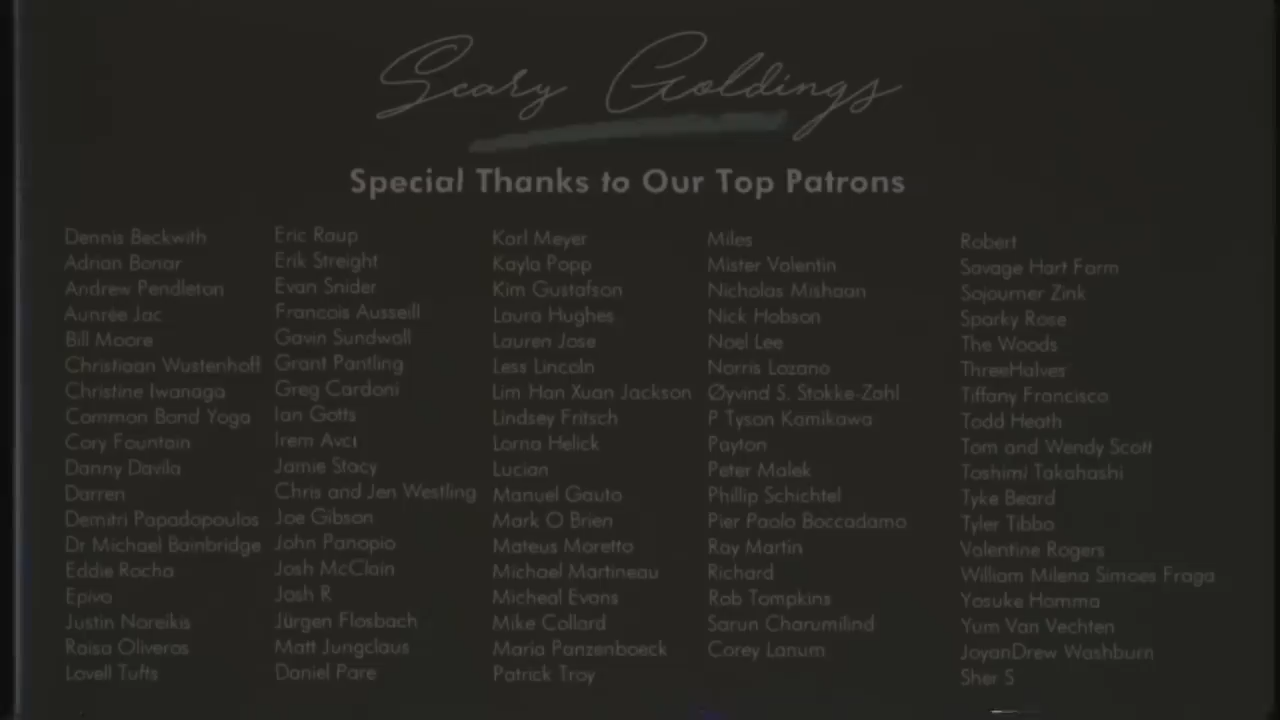 Scary Goldings
Special Thanks to Our Top Patrons
Dennis Beckwith
Adrian Bonar
Andrew Pendleton
Aunrée Jac
Bill Moore
Christiaan Wustenhoff
Christine Iwanaga
Common Bond Yoga
Cory Fountain
Danny Davila
Darren
Demitri Papadopoulos
Dr Michael Bainbridge
Eddie Rocha
Epiva
Justin Noreikis
Raisa Oliveros
Lovell Tufts
Eric Raup
Erik Streight
Evan Snider
Francois Ausseill
Gavin Sundwall
Grant Pantling
Greg Cardoni
Ian Gotts
Irem Avci
Jamie Stacy
Chris and Jen Westling
Joe Gibson
John Panopio
Josh McClain
Josh R
Jürgen Flosbach
Matt Jungclaus
Daniel Pare
Karl Meyer
Kayla Popp
Kim Gustafson
Laura Hughes
Lauren Jose
Less Lincoln
Lim Han Xuan Jackson
Lindsey Fritsch
Lorna Helick
Lucian
Manuel Gauto
Mark O Brien
Mateus Moretto
Michael Martineau
Micheal Evans
Mike Collard
Maria Panzenboeck
Patrick Troy
Miles
Mister Volentin
Nicholas Mishaan
Nick Hobson
Noel Lee
Norris Lozano
Øyvind S. Stokke-Zahl
P Tyson Kamikawa
Payton
Peter Malek
Phillip Schichtel
Pier Paolo Boccadamo
Ray Martin
Richard
Rob Tompkins
Sarun Charumilind
Corey Lanum
Robert
Savage Hart Farm
Sojourner Zink
Sparky Rose
The Woods
ThreeHalves
Tiffany Francisco
Todd Heath
Tom and Wendy Scott
Toshimi Takahashi
Tyke Beard
Tyler Tibbo
Valentine Rogers
William Milena Simoes Fraga
Yosuke Homma
Yum Van Vechten
JoyanDrew Washburn
Sher S